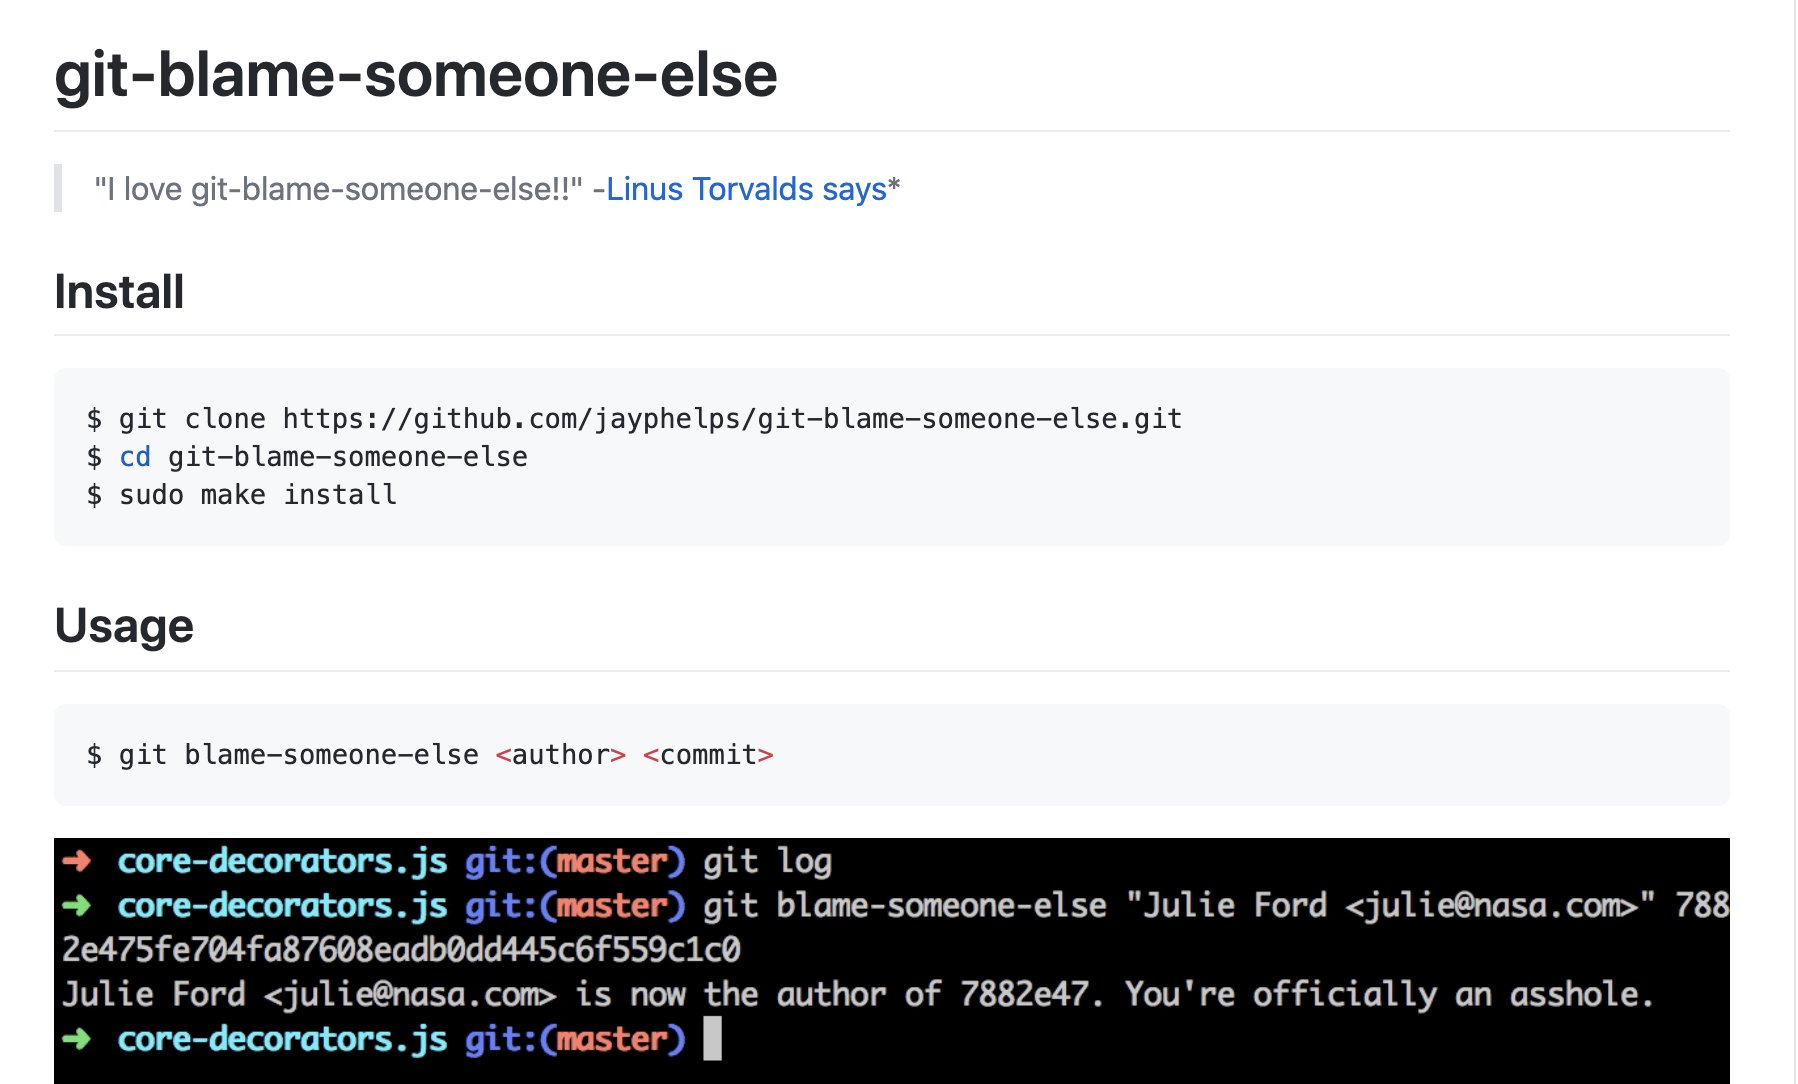 git-blame-someone-else
"I love git-blame-someone-else!!" -Linus Torvalds says*
Install
$ git clone https://github.com/jayphelps/git-blame-someone-else.git
$ cd git-blame-someone-else
$ sudo make install
Usage
$ git blame-someone-else <author> <commit>
➜ core-decorators.js git:(master) git log
➜ core-decorators.js git:(master) git blame-someone-else "Julie Ford <julie@nasa.com>" 788
2e475fe704fa87608eadb0dd445c6f559c1c0
Julie Ford <julie@nasa.com> is now the author of 7882e47. You're officially an asshole.
➜ core-decorators.js git:(master)